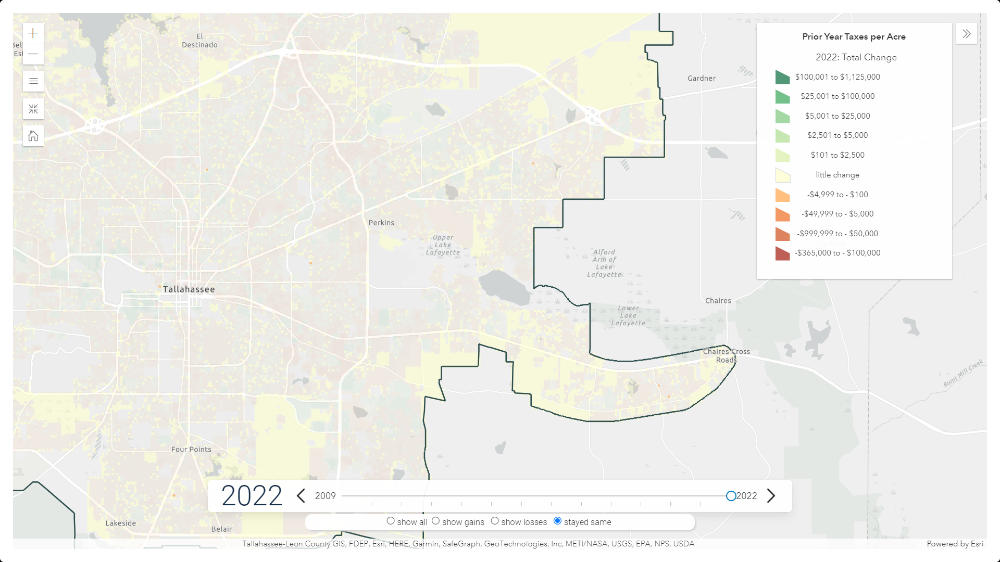 El
Destinado
Bel
Est
Gardner
Perkins
Upper
Lake
Lafayette
Alford
Arm of
Lake
Lafayette
Tallahassee
Chaires
Lower
Lake
Lafayette
Chaires Cross
Roads
Burnt Mill Creek
Four Points
Lakeside
Belair
Prior Year Taxes per Acre
2022: Total Change
$100,001 to $1,125,000
$25,001 to $100,000
$5,001 to $25,000
$2,501 to $5,000
$101 to $2,500
little change
-$4,999 to - $100
-$49,999 to - $5,000
-$999,999 to - $50,000
-$365,000 to - $100,000
2022
2009
2022
show all show gains show losses stayed same
Tallahassee-Leon County GIS, FDEP, Esri, HERE, Garmin, SafeGraph, GeoTechnologies, Inc, METI/NASA, USGS, EPA, NPS, USDA
Powered by Esri